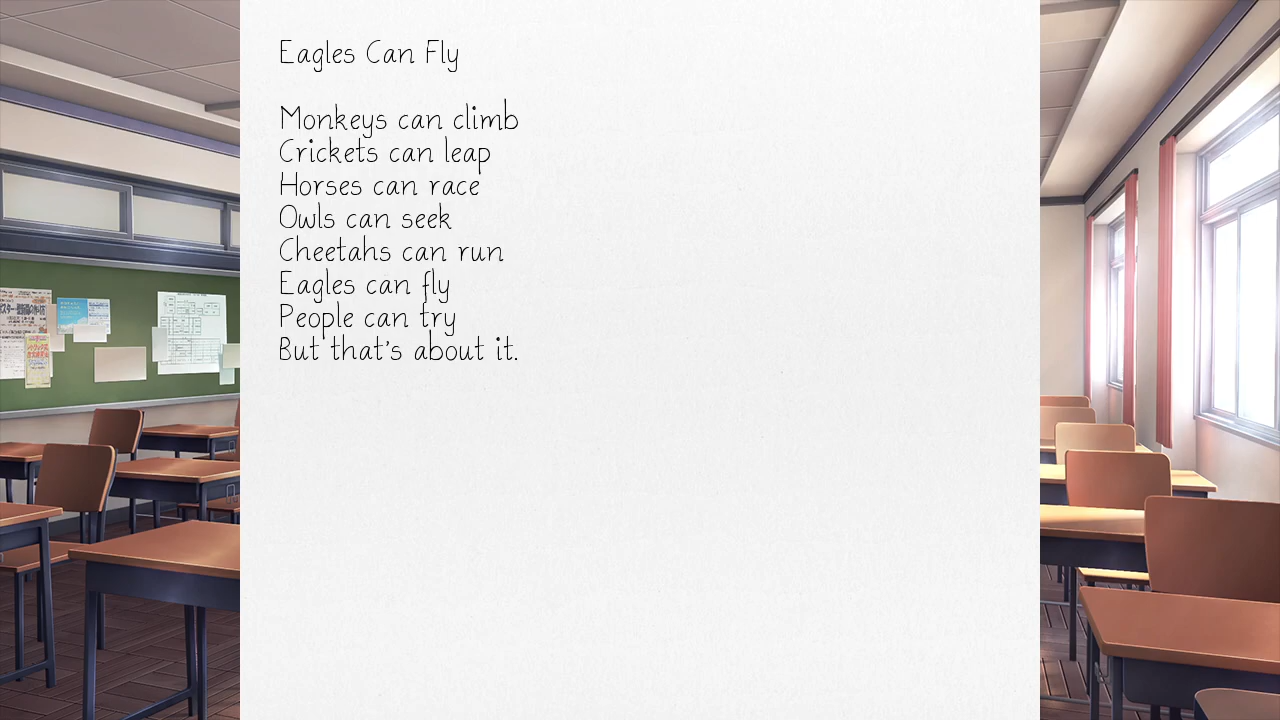 Eagles Can Fly
Monkeys can climb
Crickets can leap
Horses can race
Owls can seek
Cheetahs can run
Eagles can fly
People can try
But that's about it.